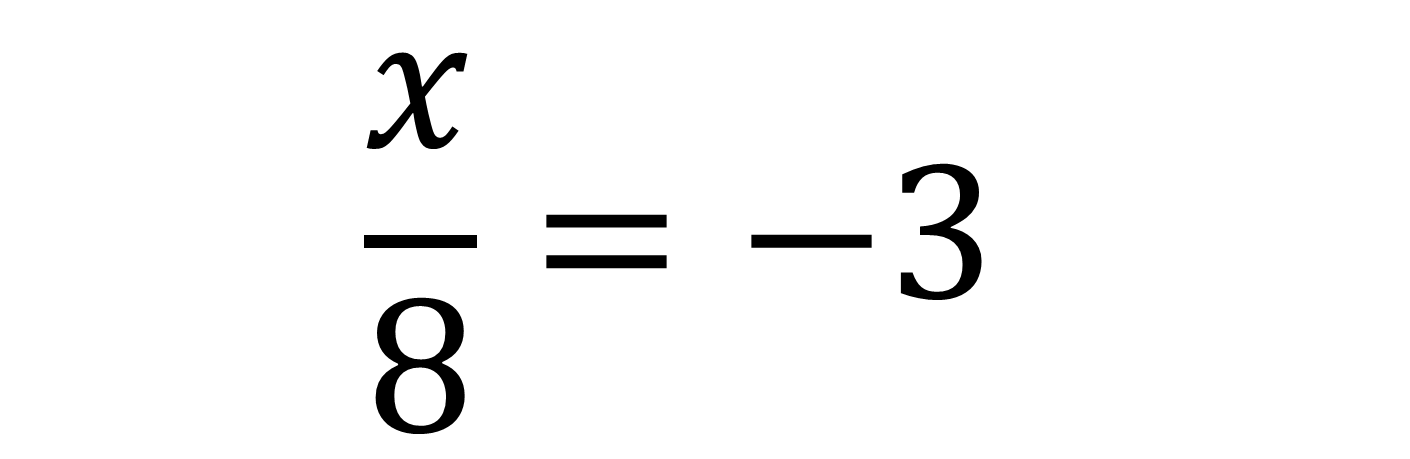 x/8 = −3